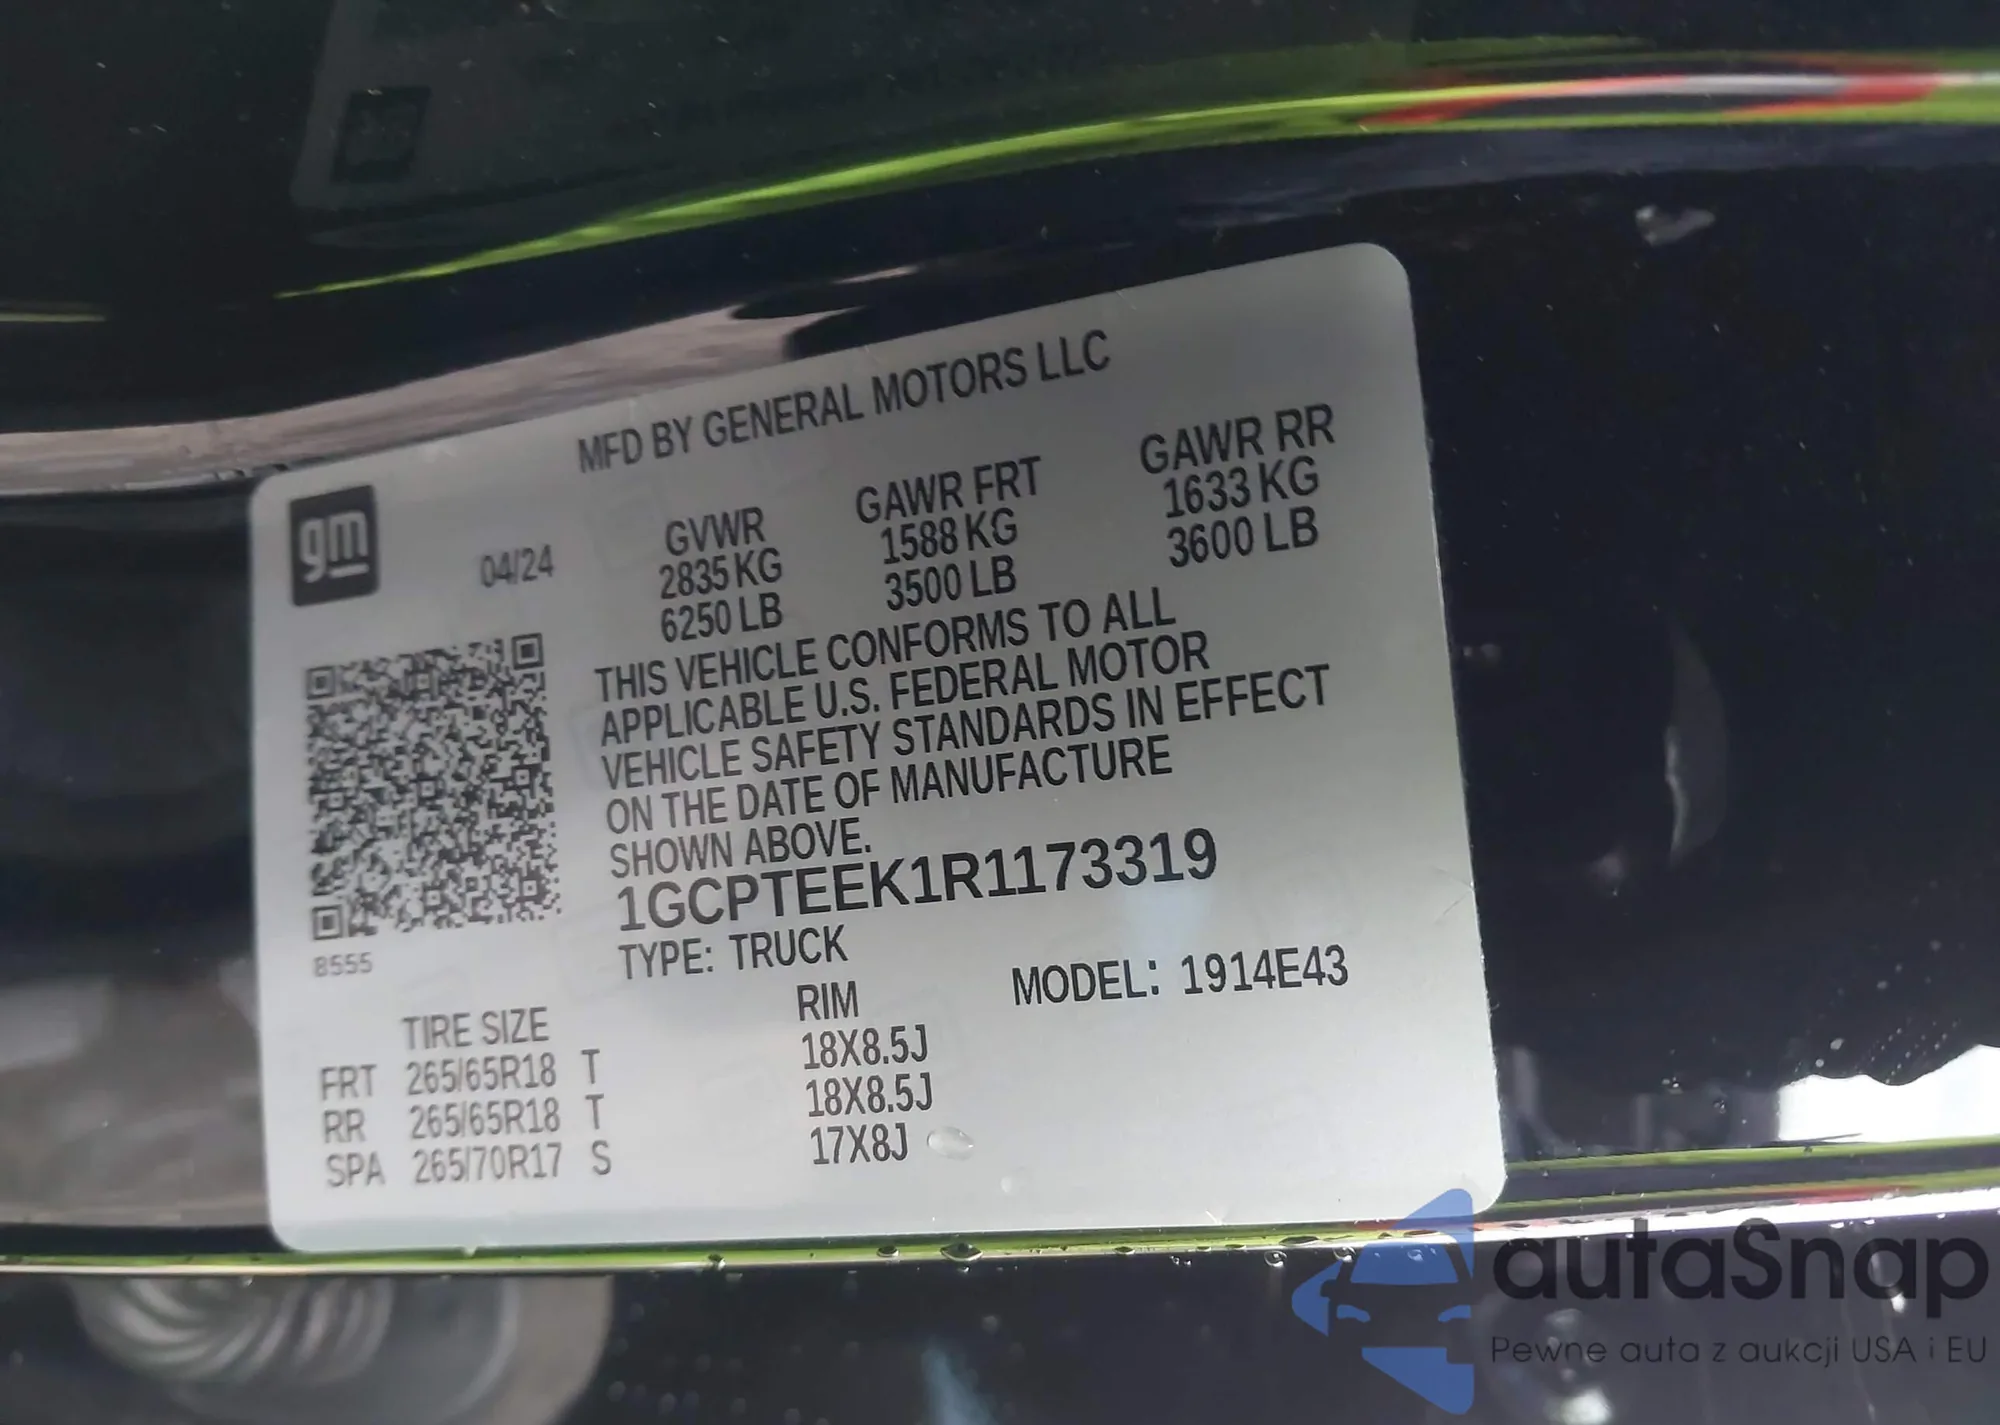 MFD BY GENERAL MOTORS LLC
gm
04/24
GVWR GAWR FRT GAWR RR
2835 KG 1588 KG 1633 KG
6250 LB 3500 LB 3600 LB
THIS VEHICLE CONFORMS TO ALL
APPLICABLE U.S. FEDERAL MOTOR
VEHICLE SAFETY STANDARDS IN EFFECT
ON THE DATE OF MANUFACTURE
SHOWN ABOVE.
1GCPTEEK1R1173319
8555
TYPE: TRUCK
MODEL: 1914E43
TIRE SIZE RIM
FRT 265/65R18 T 18X8.5J
RR 265/65R18 T 18X8.5J
SPA 265/70R17 S 17X8J
autaSnap
Pewne auta z aukcji USA i EU